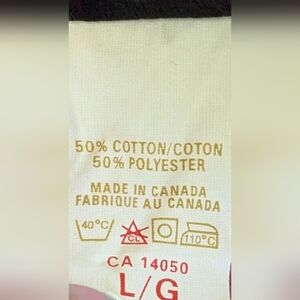 50% COTTON/COTON
50% POLYESTER
MADE IN CANADA
FABRIQUE AU CANADA
40°C CL 110°C
CA 14050
L/G